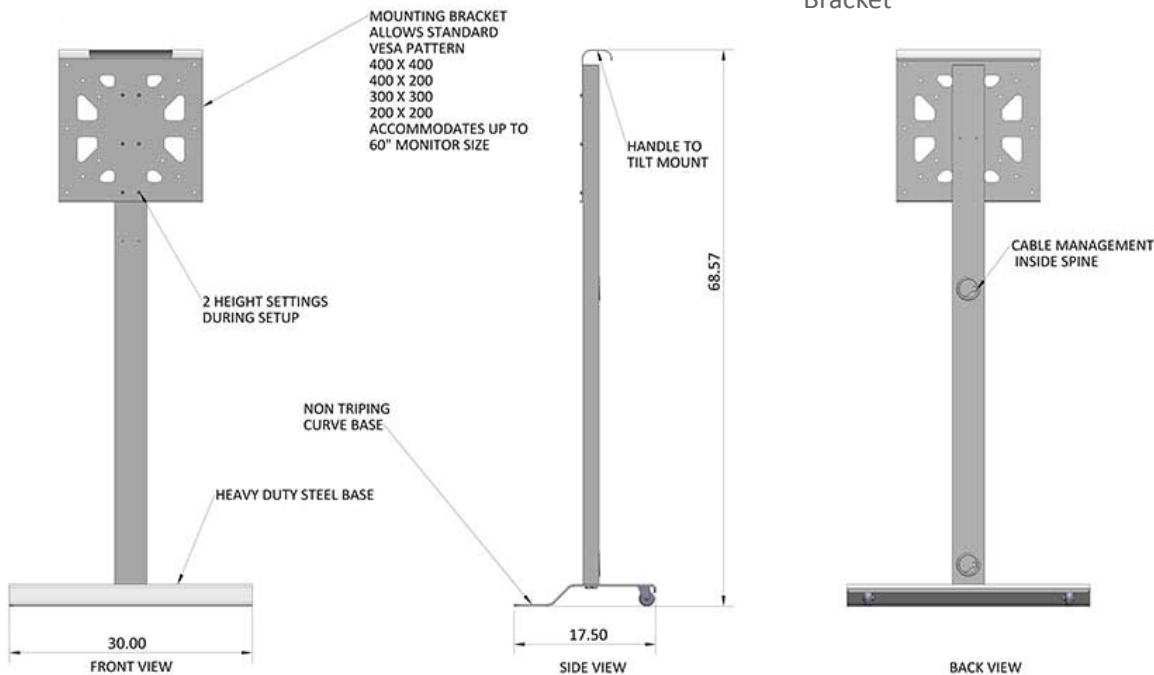 Bracket
MOUNTING BRACKET
ALLOWS STANDARD
VESA PATTERN
400 X 400
400 X 200
300 X 300
200 X 200
ACCOMMODATES UP TO
60" MONITOR SIZE
HANDLE TO
TILT MOUNT
68.57
CABLE MANAGEMENT
INSIDE SPINE
2 HEIGHT SETTINGS
DURING SETUP
NON TRIPING
CURVE BASE
HEAVY DUTY STEEL BASE
30.00
FRONT VIEW
17.50
SIDE VIEW
BACK VIEW